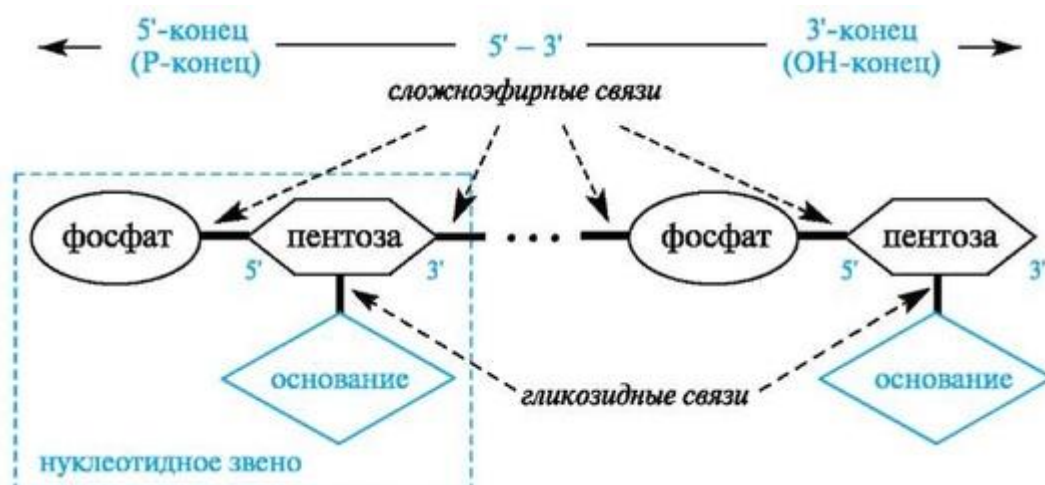 5'-конец 5' – 3' 3'-конец
(Р-конец) (ОН-конец)
сложноэфирные связи
фосфат пентоза ... фосфат пентоза
5' 3' 5' 3'
основание основание
гликозидные связи
нуклеотидное звено